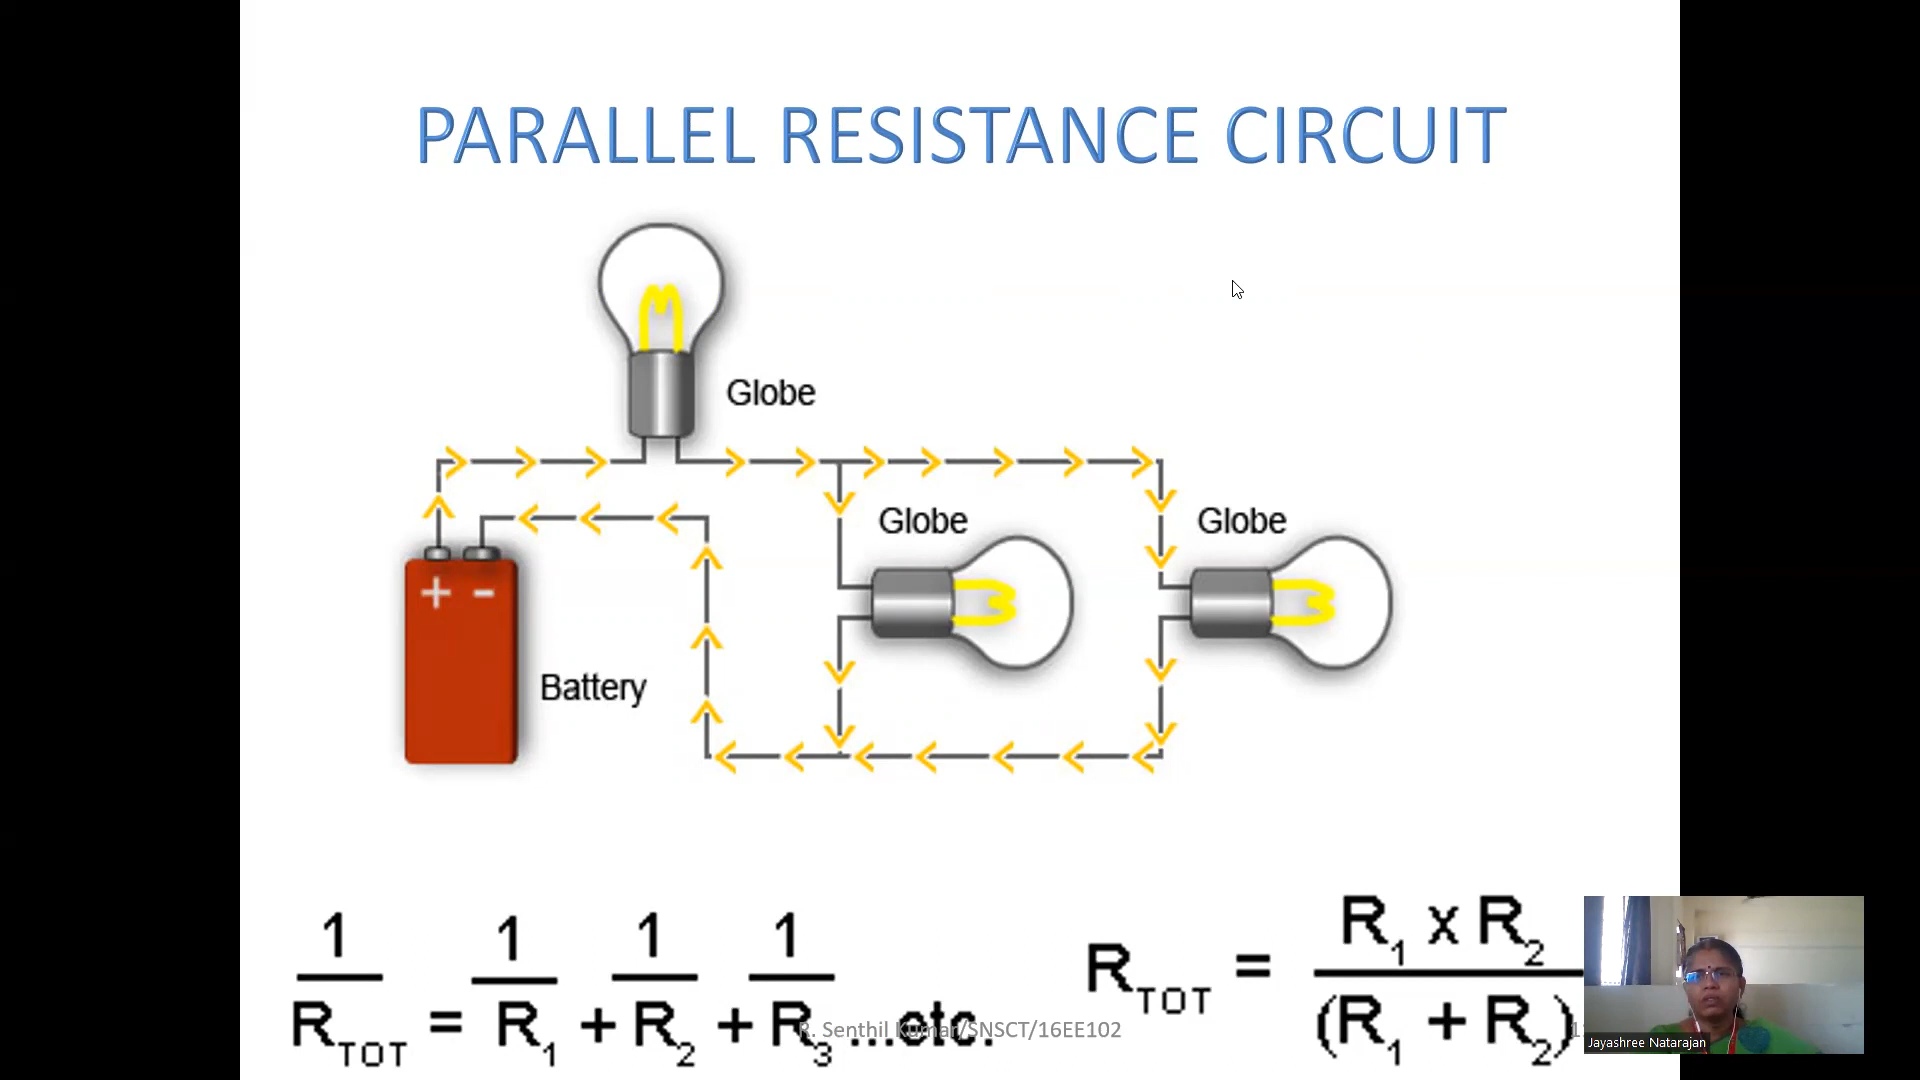 PARALLEL RESISTANCE CIRCUIT
Globe
Globe
Globe
+ -
Battery
1 1 1 1
R_TOT = R_1 + R_2 + R_3 ...etc.
R_TOT = R_1 x R_2
(R_1 + R_2)
R. Senthil Kumar/SNSCT/16EE102
Jayashree Natarajan